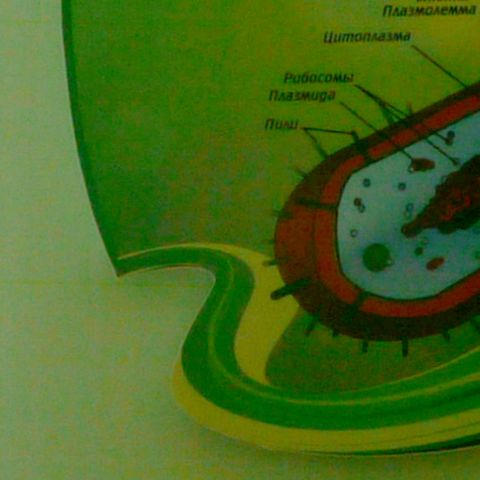 Плазмолемма
Цитоплазма
Рибосомы
Плазмида
Пили